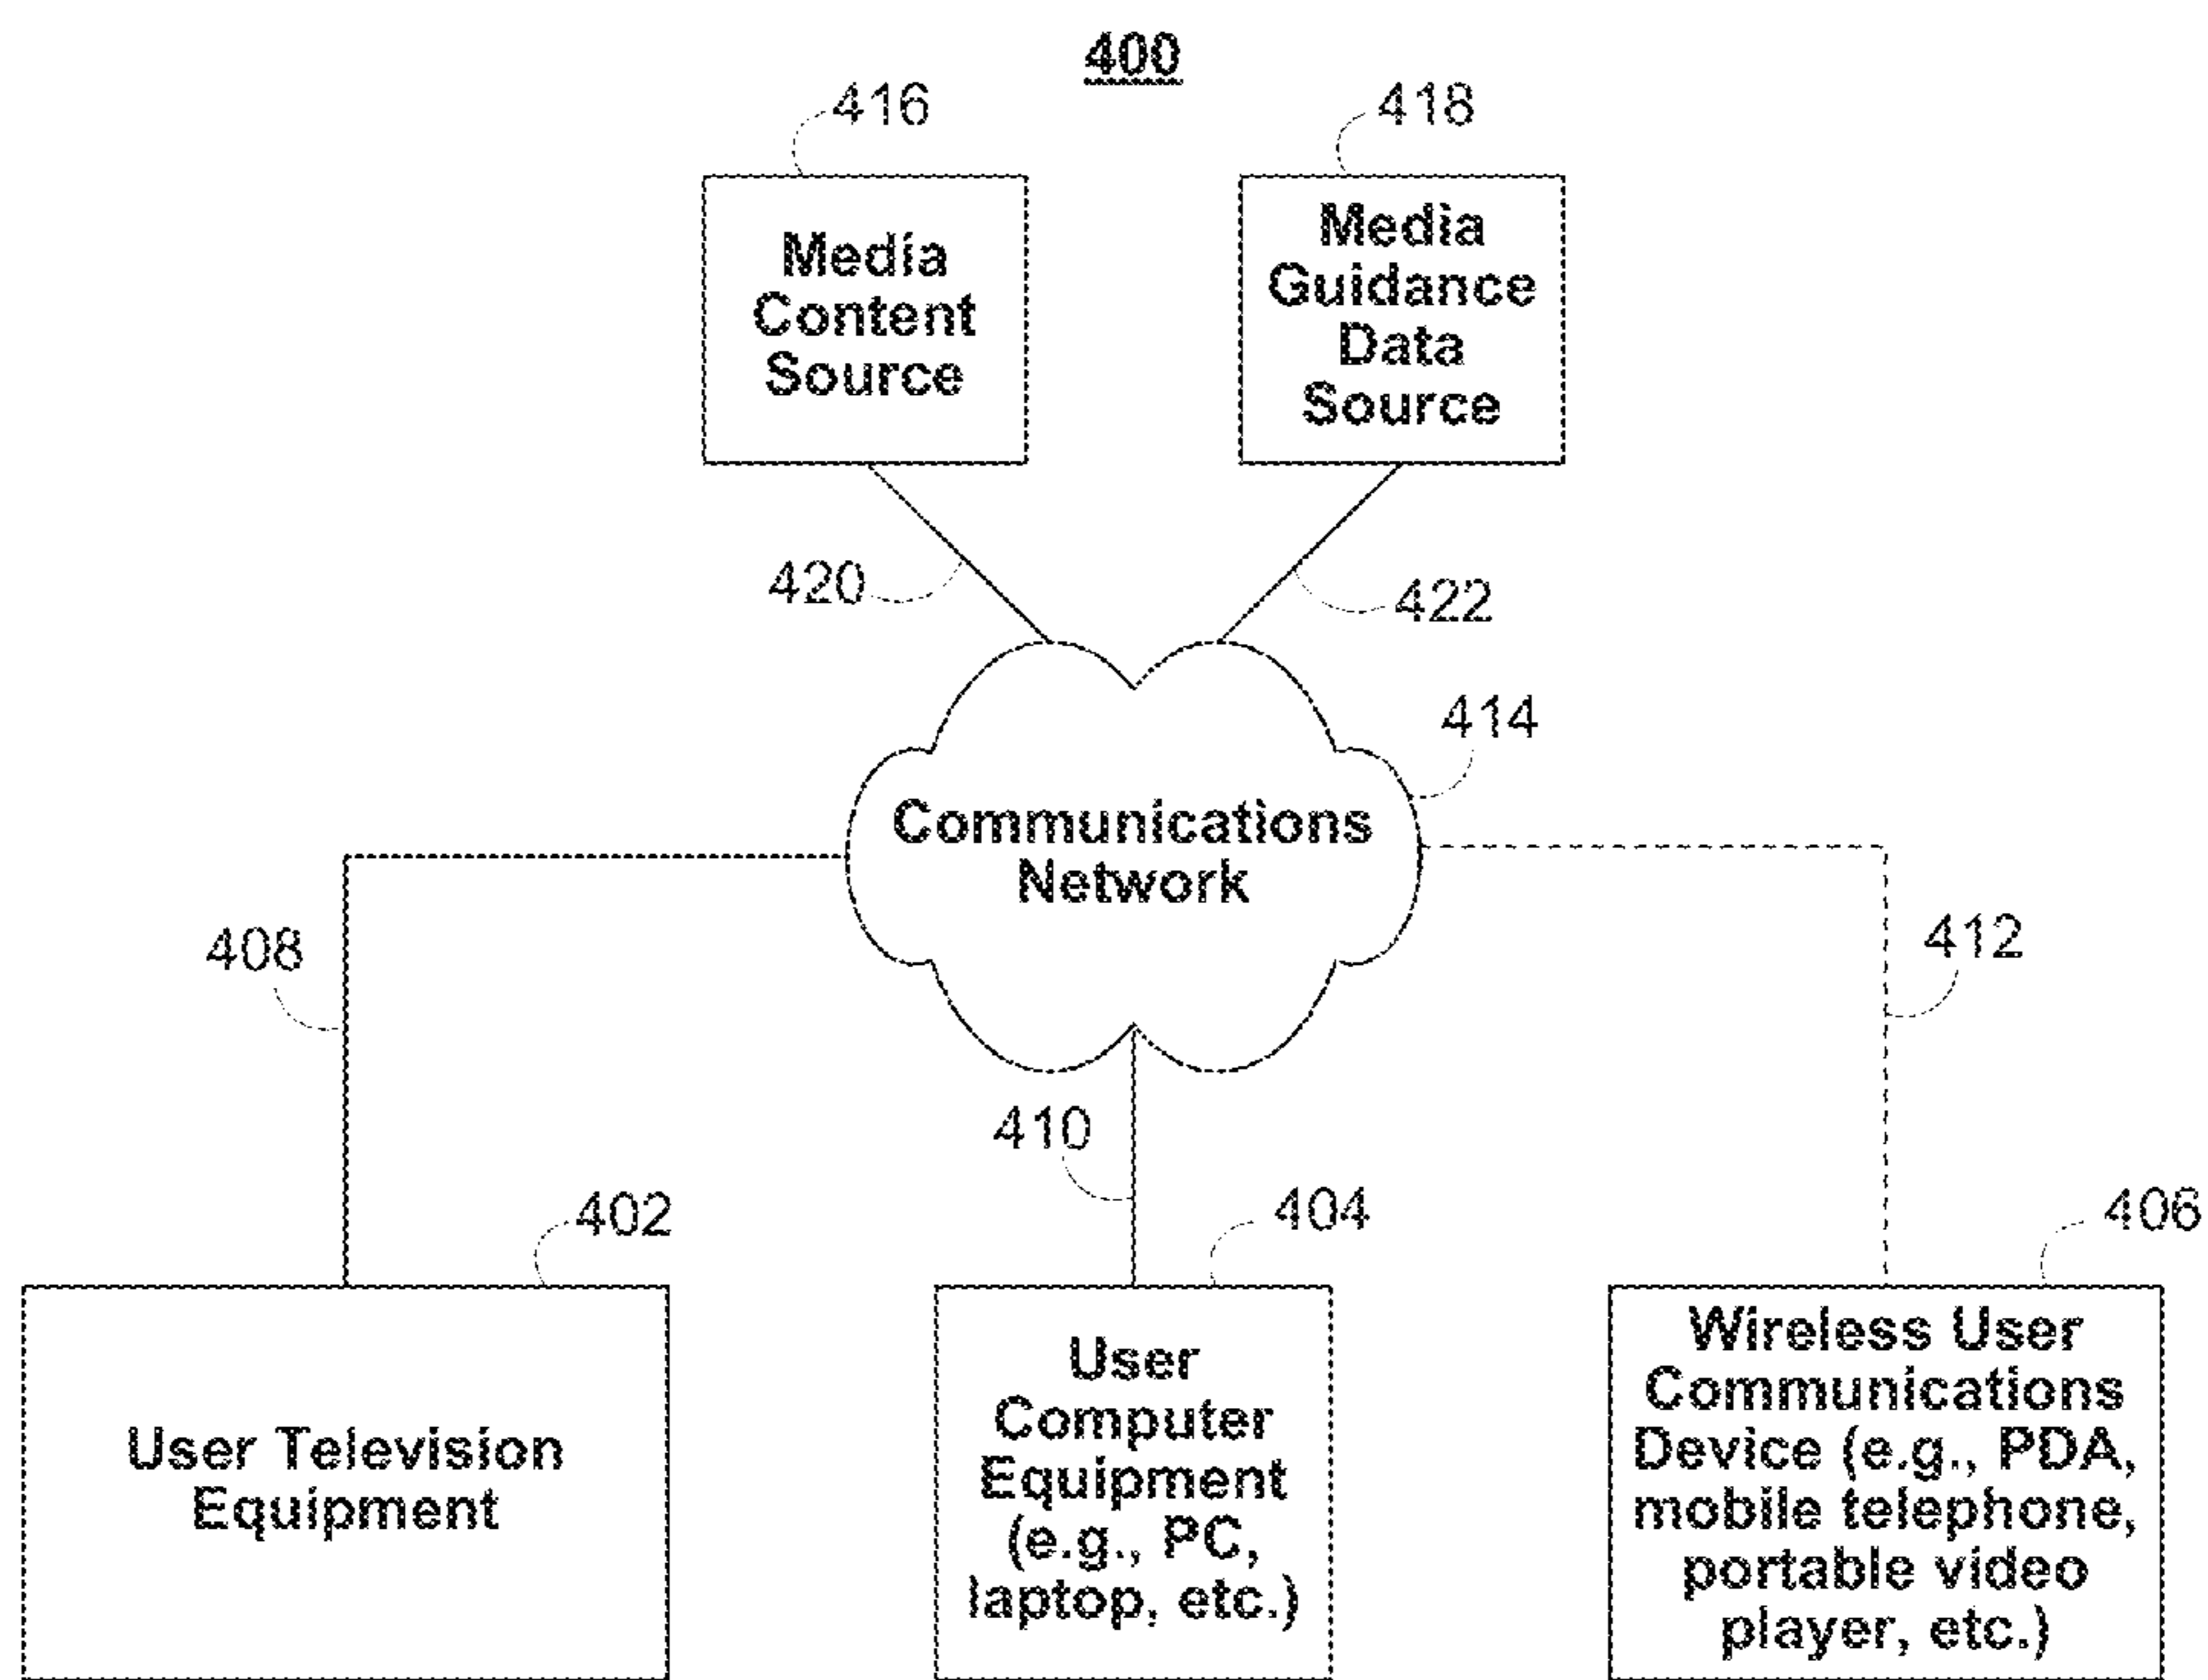 400
416
418
Media
Content
Source
Media
Guidance
Data
Source
420
422
414
Communications
Network
408
412
410
402
404
406
User Television
Equipment
User
Computer
Equipment
(e.g., PC,
laptop, etc.)
Wireless User
Communications
Device (e.g., PDA,
mobile telephone,
portable video
player, etc.)